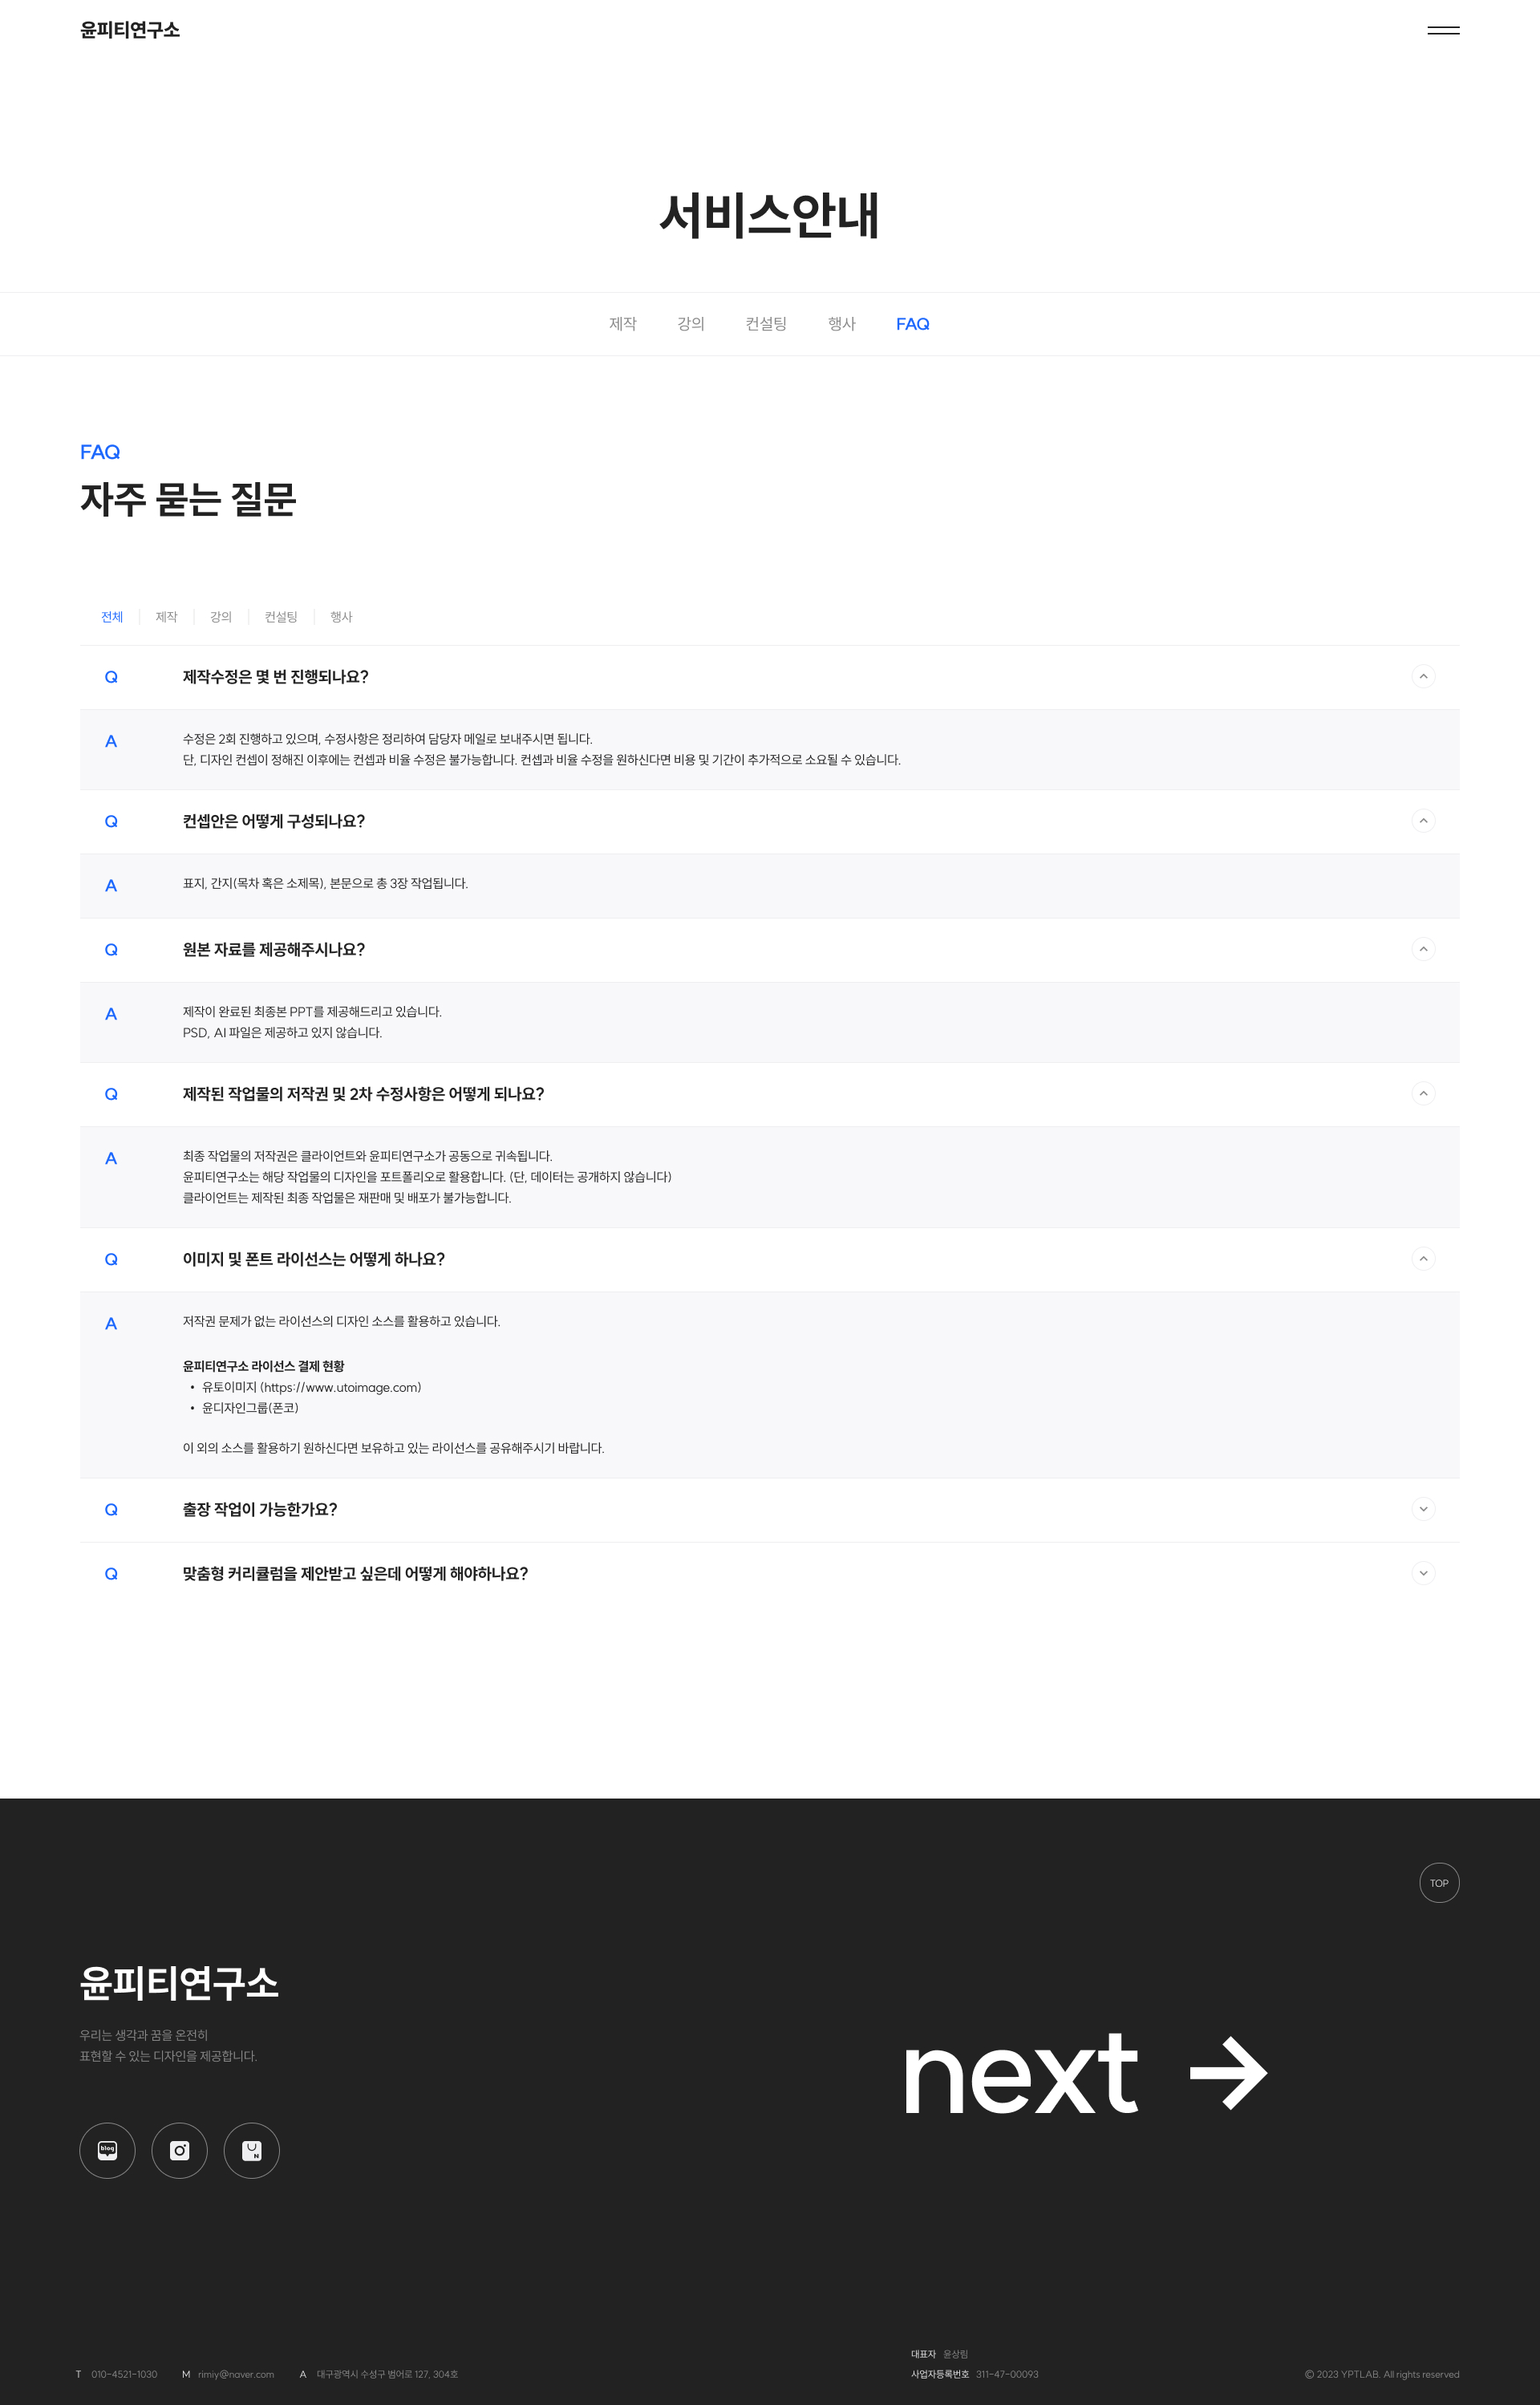 윤피티연구소
서비스안내
제작 강의 컨설팅 행사 FAQ
FAQ
자주 묻는 질문
전체 제작 강의 컨설팅 행사
Q 제작수정은 몇 번 진행되나요?
A 수정은 2회 진행하고 있으며, 수정사항은 정리하여 담당자 메일로 보내주시면 됩니다.
단, 디자인 컨셉이 정해진 이후에는 컨셉과 비율 수정은 불가능합니다. 컨셉과 비율 수정을 원하신다면 비용 및 기간이 추가적으로 소요될 수 있습니다.
Q 컨셉안은 어떻게 구성되나요?
A 표지, 간지(목차 혹은 소제목), 본문으로 총 3장 작업됩니다.
Q 원본 자료를 제공해주시나요?
A 제작이 완료된 최종본 PPT를 제공해드리고 있습니다.
PSD, AI 파일은 제공하고 있지 않습니다.
Q 제작된 작업물의 저작권 및 2차 수정사항은 어떻게 되나요?
A 최종 작업물의 저작권은 클라이언트와 윤피티연구소가 공동으로 귀속됩니다.
윤피티연구소는 해당 작업물의 디자인을 포트폴리오로 활용합니다. (단, 데이터는 공개하지 않습니다)
클라이언트는 제작된 최종 작업물은 재판매 및 배포가 불가능합니다.
Q 이미지 및 폰트 라이선스는 어떻게 하나요?
A 저작권 문제가 없는 라이선스의 디자인 소스를 활용하고 있습니다.
윤피티연구소 라이선스 결제 현황
• 유토이미지 (https://www.utoimage.com)
• 윤디자인그룹(폰코)
이 외의 소스를 활용하기 원하신다면 보유하고 있는 라이선스를 공유해주시기 바랍니다.
Q 출장 작업이 가능한가요?
Q 맞춤형 커리큘럼을 제안받고 싶은데 어떻게 해야하나요?
TOP
윤피티연구소
우리는 생각과 꿈을 온전히
표현할 수 있는 디자인을 제공합니다.
next →
blog
N
대표자 윤상림
T 010-4521-1030 M rimiy@naver.com A 대구광역시 수성구 범어로 127, 304호
사업자등록번호 311-47-00093
© 2023 YPTLAB. All rights reserved